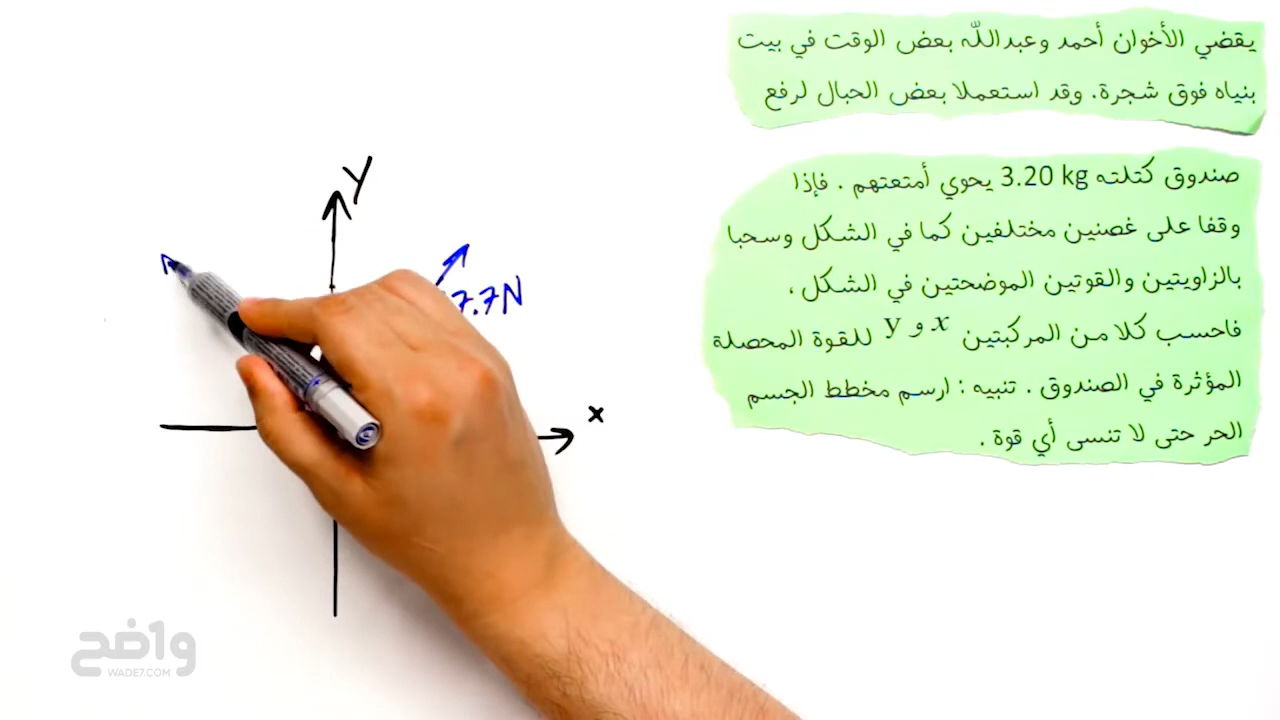 يقضي الأخوان أحمد وعبدالله بعض الوقت في بيت
بنياه فوق شجرة. وقد استعملا بعض الحبال لرفع
صندوق كتلته 3.20 kg يحوي أمتعتهم . فإذا
وقفا على غصنين مختلفين كما في الشكل وسحبا
بالزاويتين والقوتين الموضحتين في الشكل ،
فاحسب كلا من المركبتين x و y للقوة المحصلة
المؤثرة في الصندوق . تنبيه : ارسم مخطط الجسم
الحر حتى لا تنسى أي قوة .
y
7.7N
x
واضح
WADE7.COM